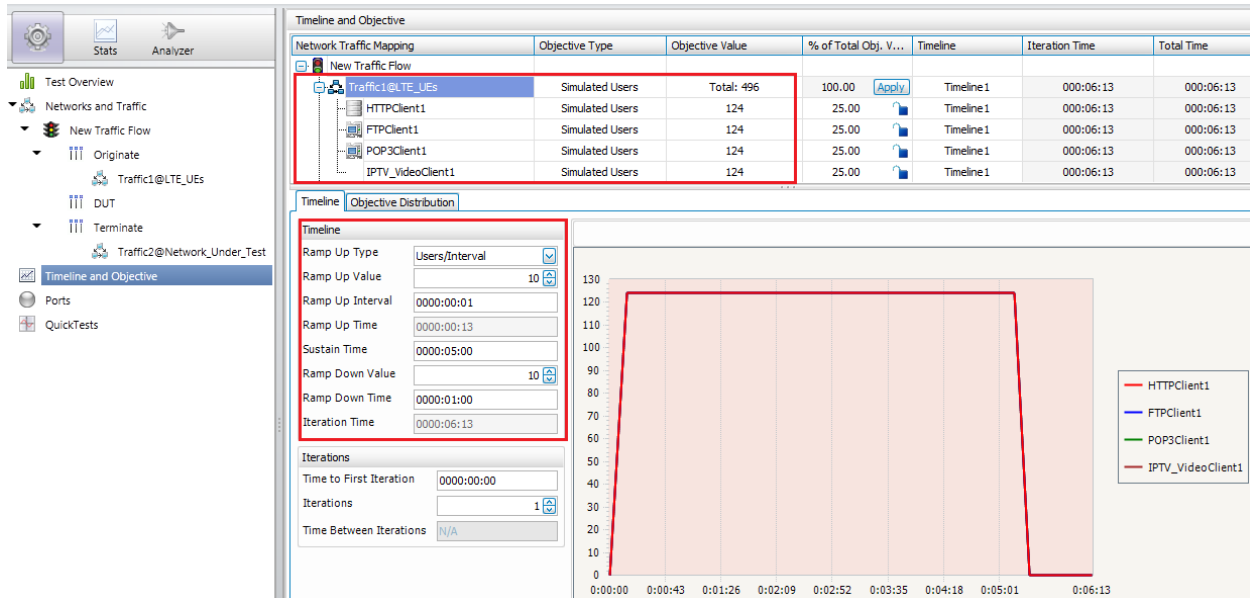 Stats
Analyzer
Test Overview
Networks and Traffic
New Traffic Flow
Originate
Traffic1@LTE_UEs
DUT
Terminate
Traffic2@Network_Under_Test
Timeline and Objective
Ports
QuickTests
Timeline and Objective
Network Traffic Mapping Objective Type Objective Value % of Total Obj. V... Timeline Iteration Time Total Time
New Traffic Flow
Traffic1@LTE_UEs Simulated Users Total: 496 100.00 Apply Timeline1 000:06:13 000:06:13
HTTPClient1 Simulated Users 124 25.00 Timeline1 000:06:13 000:06:13
FTPClient1 Simulated Users 124 25.00 Timeline1 000:06:13 000:06:13
POP3Client1 Simulated Users 124 25.00 Timeline1 000:06:13 000:06:13
IPTV_VideoClient1 Simulated Users 124 25.00 Timeline1 000:06:13 000:06:13
Timeline Objective Distribution
Timeline
Ramp Up Type Users/Interval
Ramp Up Value 10
Ramp Up Interval 0000:00:01
Ramp Up Time 0000:00:13
Sustain Time 0000:05:00
Ramp Down Value 10
Ramp Down Time 0000:01:00
Iteration Time 0000:06:13
Iterations
Time to First Iteration 0000:00:00
Iterations 1
Time Between Iterations N/A
130
120
110
100
90
80
70
60
50
40
30
20
10
0
0:00:00 0:00:43 0:01:26 0:02:09 0:02:52 0:03:35 0:04:18 0:05:01 0:06:13
HTTPClient1
FTPClient1
POP3Client1
IPTV_VideoClient1